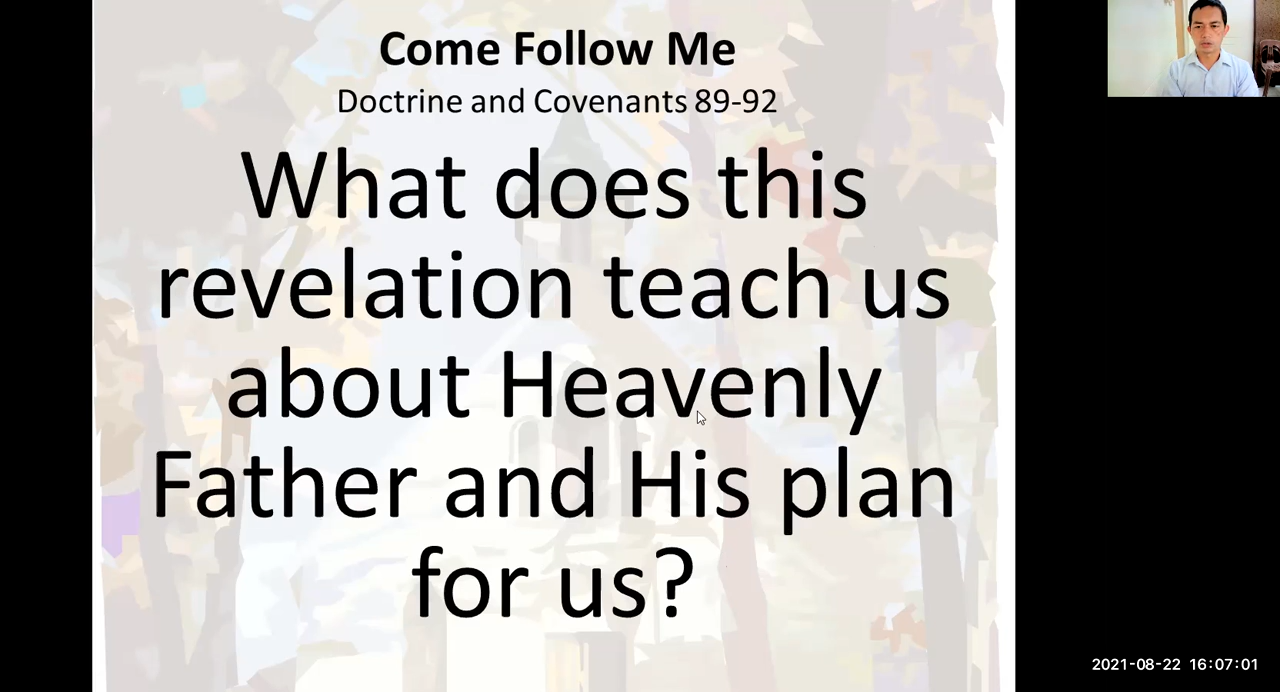 Come Follow Me
Doctrine and Covenants 89-92
What does this
revelation teach us
about Heavenly
Father and His plan
for us?
2021-08-22 16:07:01